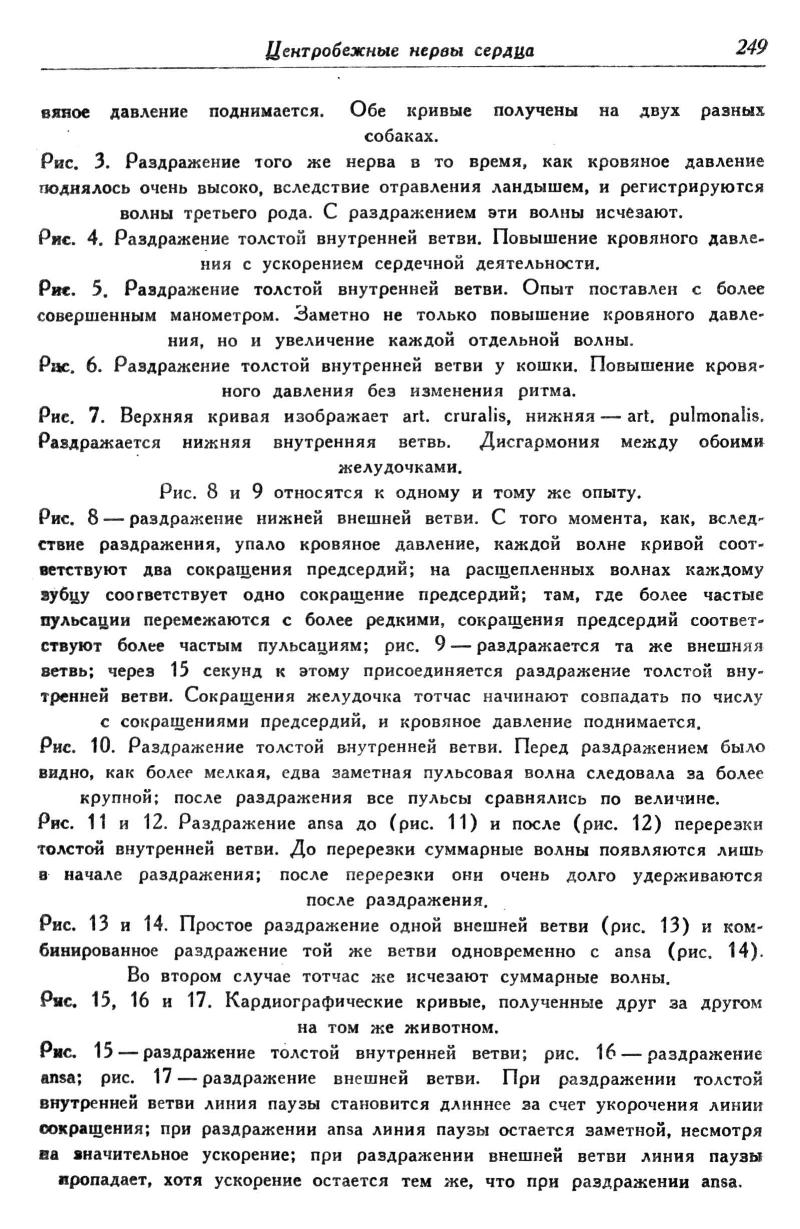 Центробежные нервы сердца 249
вяное давление поднимается. Обе кривые получены на двух разных
собаках.
Рис. 3. Раздражение того же нерва в то время, как кровяное давление
поднялось очень высоко, вследствие отравления ландышем, и регистрируются
волны третьего рода. С раздражением эти волны исчезают.
Рис. 4. Раздражение толстой внутренней ветви. Повышение кровяного давле-
ния с ускорением сердечной деятельности.
Рис. 5. Раздражение толстой внутренней ветви. Опыт поставлен с более
совершенным манометром. Заметно не только повышение кровяного давле-
ния, но и увеличение каждой отдельной волны.
Рис. 6. Раздражение толстой внутренней ветви у кошки. Повышение кровя-
ного давления без изменения ритма.
Рис. 7. Верхняя кривая изображает art. cruralis, нижняя — art. pulmonalis.
Раздражается нижняя внутренняя ветвь. Дисгармония между обоими
желудочками.
Рис. 8 и 9 относятся к одному и тому же опыту.
Рис. 8 — раздражение нижней внешней ветви. С того момента, как, вслед-
ствие раздражения, упало кровяное давление, каждой волне кривой соот-
ветствуют два сокращения предсердий; на расщепленных волнах каждому
зубцу соответствует одно сокращение предсердий; там, где более частые
пульсации перемежаются с более редкими, сокращения предсердий соответ-
ствуют более частым пульсациям; рис. 9 — раздражается та же внешняя
ветвь; через 15 секунд к этому присоединяется раздражение толстой вну-
тренней ветви. Сокращения желудочка тотчас начинают совпадать по числу
с сокращениями предсердий, и кровяное давление поднимается.
Рис. 10. Раздражение толстой внутренней ветви. Перед раздражением было
видно, как более мелкая, едва заметная пульсовая волна следовала за более
крупной; после раздражения все пульсы сравнялись по величине.
Рис. 11 и 12. Раздражение ansa до (рис. 11) и после (рис. 12) перерезки
толстой внутренней ветви. До перерезки суммарные волны появляются лишь
в начале раздражения; после перерезки они очень долго удерживаются
после раздражения.
Рис. 13 и 14. Простое раздражение одной внешней ветви (рис. 13) и ком-
бинированное раздражение той же ветви одновременно с ansa (рис. 14).
Во втором случае тотчас же исчезают суммарные волны.
Рис. 15, 16 и 17. Кардиографические кривые, полученные друг за другом
на том же животном.
Рис. 15 — раздражение толстой внутренней ветви; рис. 16 — раздражение
ansa; рис. 17 — раздражение внешней ветви. При раздражении толстой
внутренней ветви линия паузы становится длиннее за счет укорочения линии
сокращения; при раздражении ansa линия паузы остается заметной, несмотря
на значительное ускорение; при раздражении внешней ветви линия паузы
пропадает, хотя ускорение остается тем же, что при раздражении ansa.